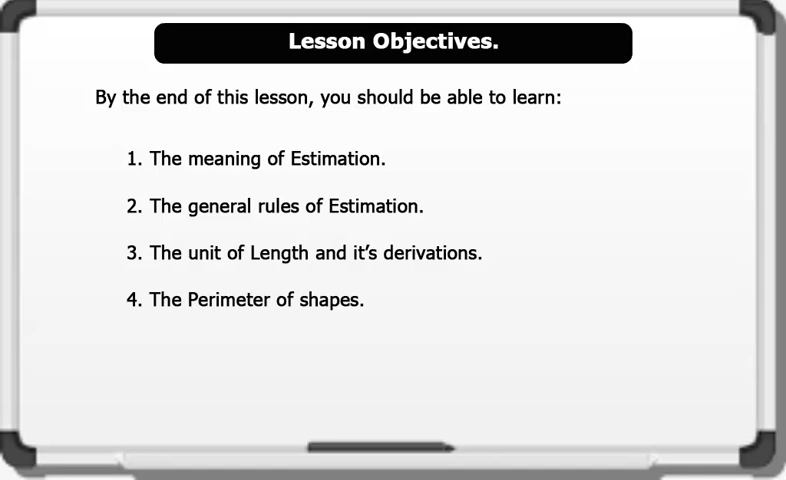 Lesson Objectives.
By the end of this lesson, you should be able to learn:
1. The meaning of Estimation.
2. The general rules of Estimation.
3. The unit of Length and it’s derivations.
4. The Perimeter of shapes.